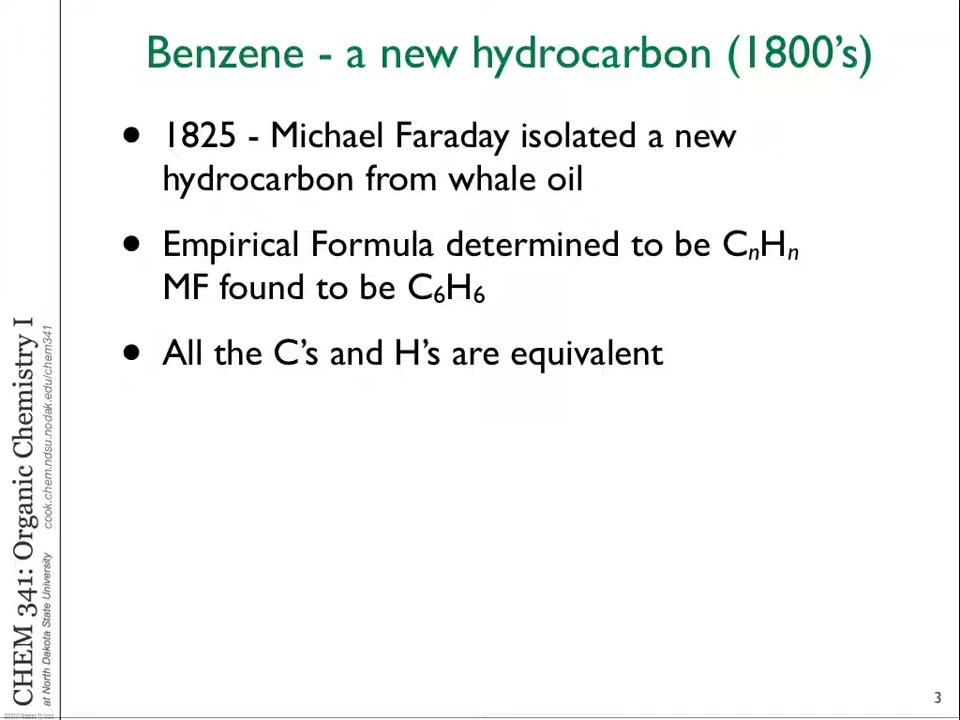 Benzene - a new hydrocarbon (1800's)
• 1825 - Michael Faraday isolated a new
hydrocarbon from whale oil
• Empirical Formula determined to be CₙHₙ
MF found to be C₆H₆
• All the C's and H's are equivalent
CHEM 341: Organic Chemistry I
at North Dakota State University cook.chem.ndsu.nodak.edu/chem341
3